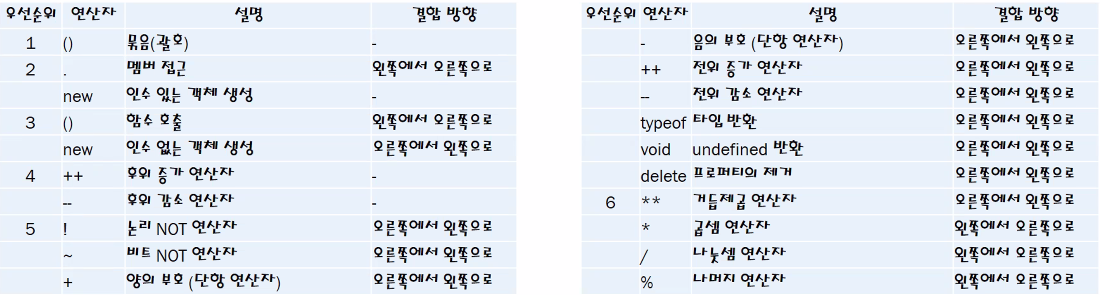 우선순위 연산자 설명 결합 방향
1 () 묶음(괄호) -
2 . 멤버 접근 왼쪽에서 오른쪽으로
new 인수 있는 객체 생성 -
3 () 함수 호출 왼쪽에서 오른쪽으로
new 인수 없는 객체 생성 오른쪽에서 왼쪽으로
4 ++ 후위 증가 연산자 -
-- 후위 감소 연산자 -
5 ! 논리 NOT 연산자 오른쪽에서 왼쪽으로
~ 비트 NOT 연산자 오른쪽에서 왼쪽으로
+ 양의 부호 (단항 연산자) 오른쪽에서 왼쪽으로
우선순위 연산자 설명 결합 방향
- 음의 부호 (단항 연산자) 오른쪽에서 왼쪽으로
++ 전위 증가 연산자 오른쪽에서 왼쪽으로
-- 전위 감소 연산자 오른쪽에서 왼쪽으로
typeof 타입 반환 오른쪽에서 왼쪽으로
void undefined 반환 오른쪽에서 왼쪽으로
delete 프로퍼티의 제거 오른쪽에서 왼쪽으로
6 ** 거듭제곱 연산자 오른쪽에서 왼쪽으로
* 곱셈 연산자 왼쪽에서 오른쪽으로
/ 나눗셈 연산자 왼쪽에서 오른쪽으로
% 나머지 연산자 왼쪽에서 오른쪽으로